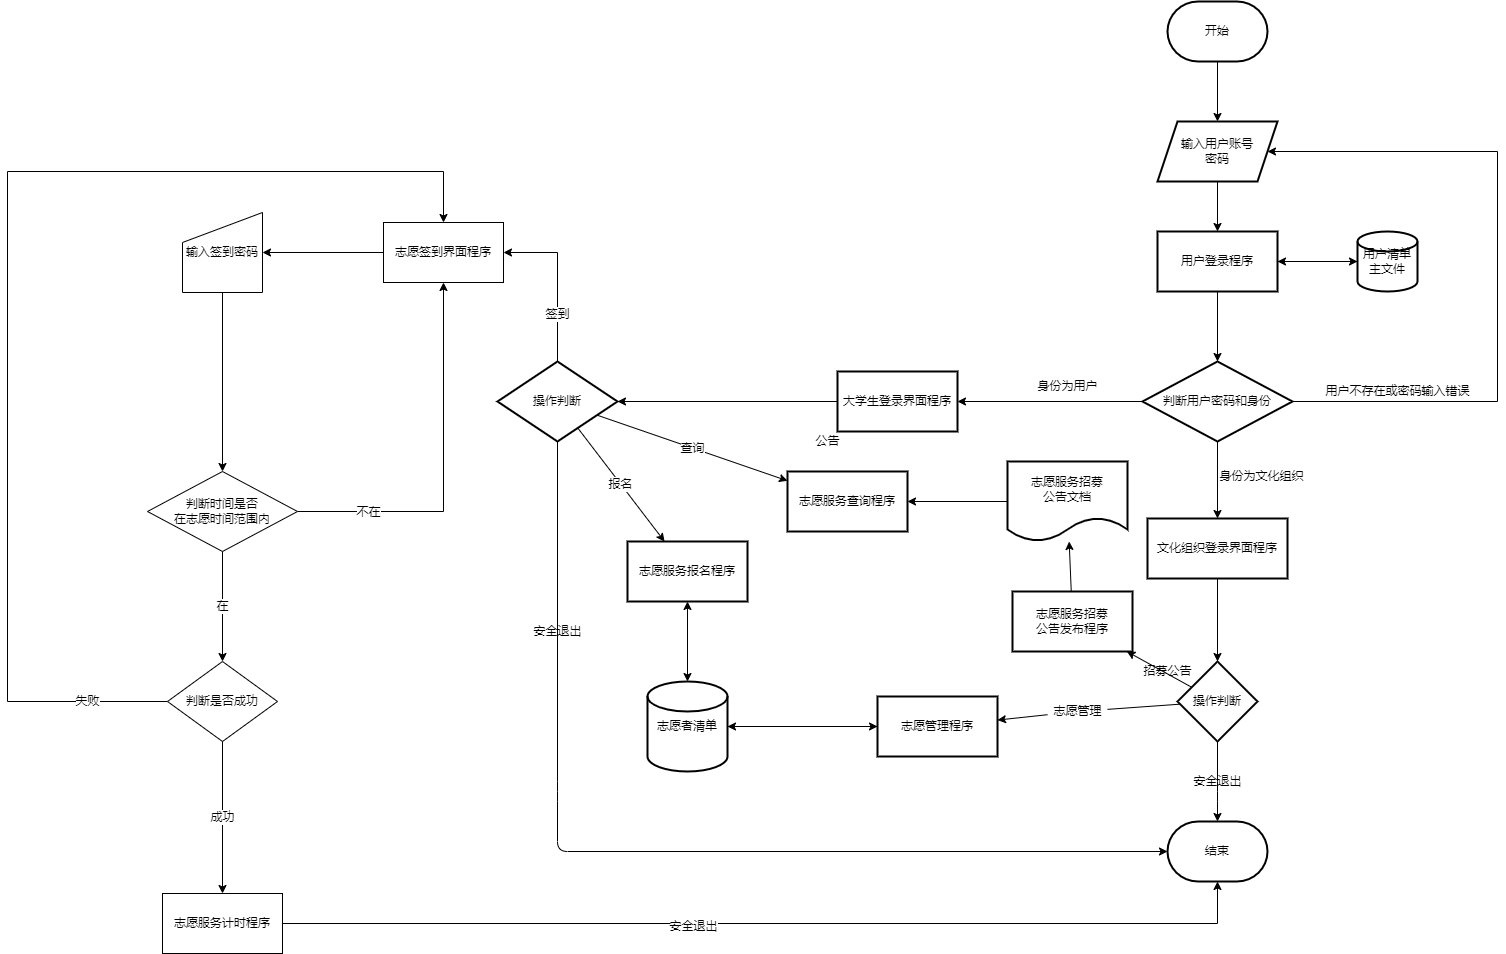 开始
输入用户账号
密码
用户登录程序
用户清单
主文件
输入签到密码
志愿签到界面程序
签到
操作判断
大学生登录界面程序
身份为用户
判断用户密码和身份
用户不存在或密码输入错误
公告
查询
报名
志愿服务查询程序
志愿服务招募
公告文档
身份为文化组织
文化组织登录界面程序
判断时间是否
在志愿时间范围内
不在
志愿服务报名程序
在
安全退出
志愿服务招募
公告发布程序
招募公告
失败
判断是否成功
志愿者清单
志愿管理程序
志愿管理
操作判断
安全退出
成功
结束
志愿服务计时程序
安全退出